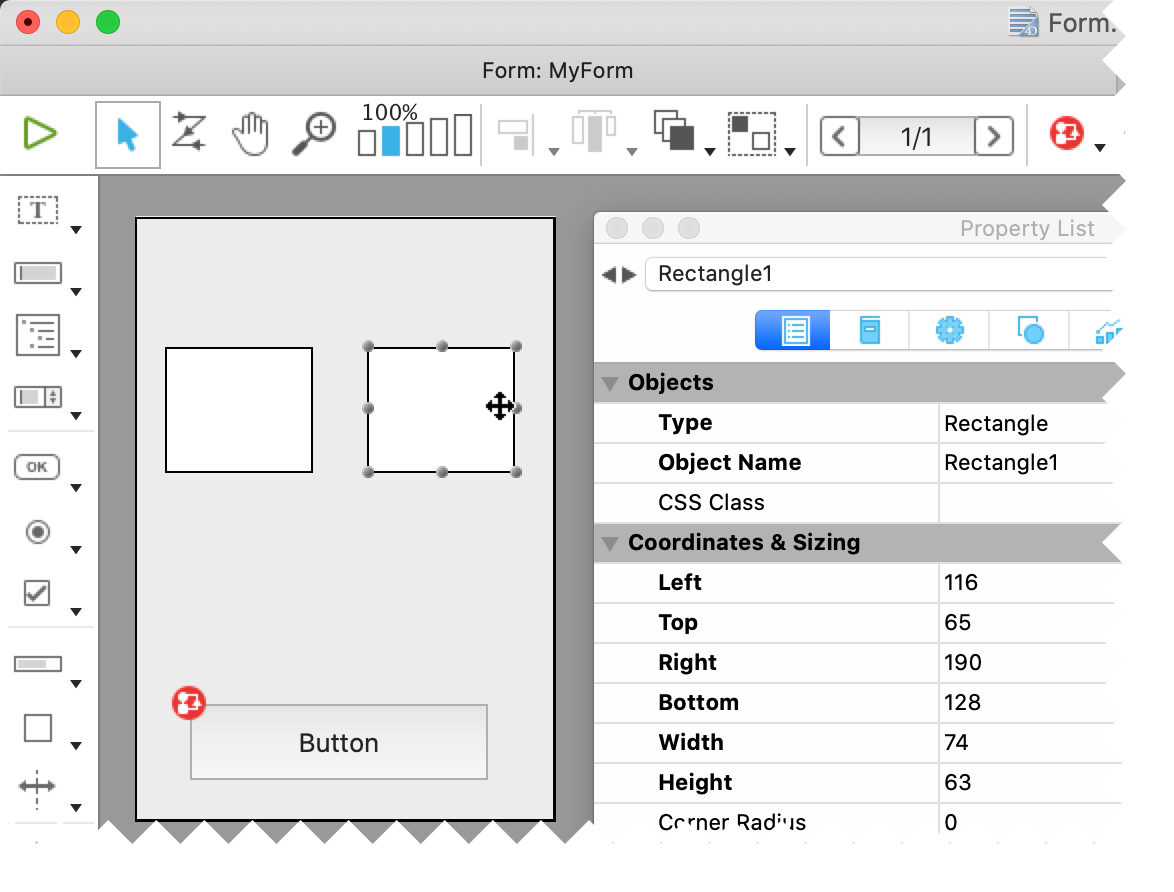 Form.
Form: MyForm
100%
1/1
T
OK
Button
Property List
Rectangle1
Objects
Type Rectangle
Object Name Rectangle1
CSS Class
Coordinates & Sizing
Left 116
Top 65
Right 190
Bottom 128
Width 74
Height 63
Corner Radius 0